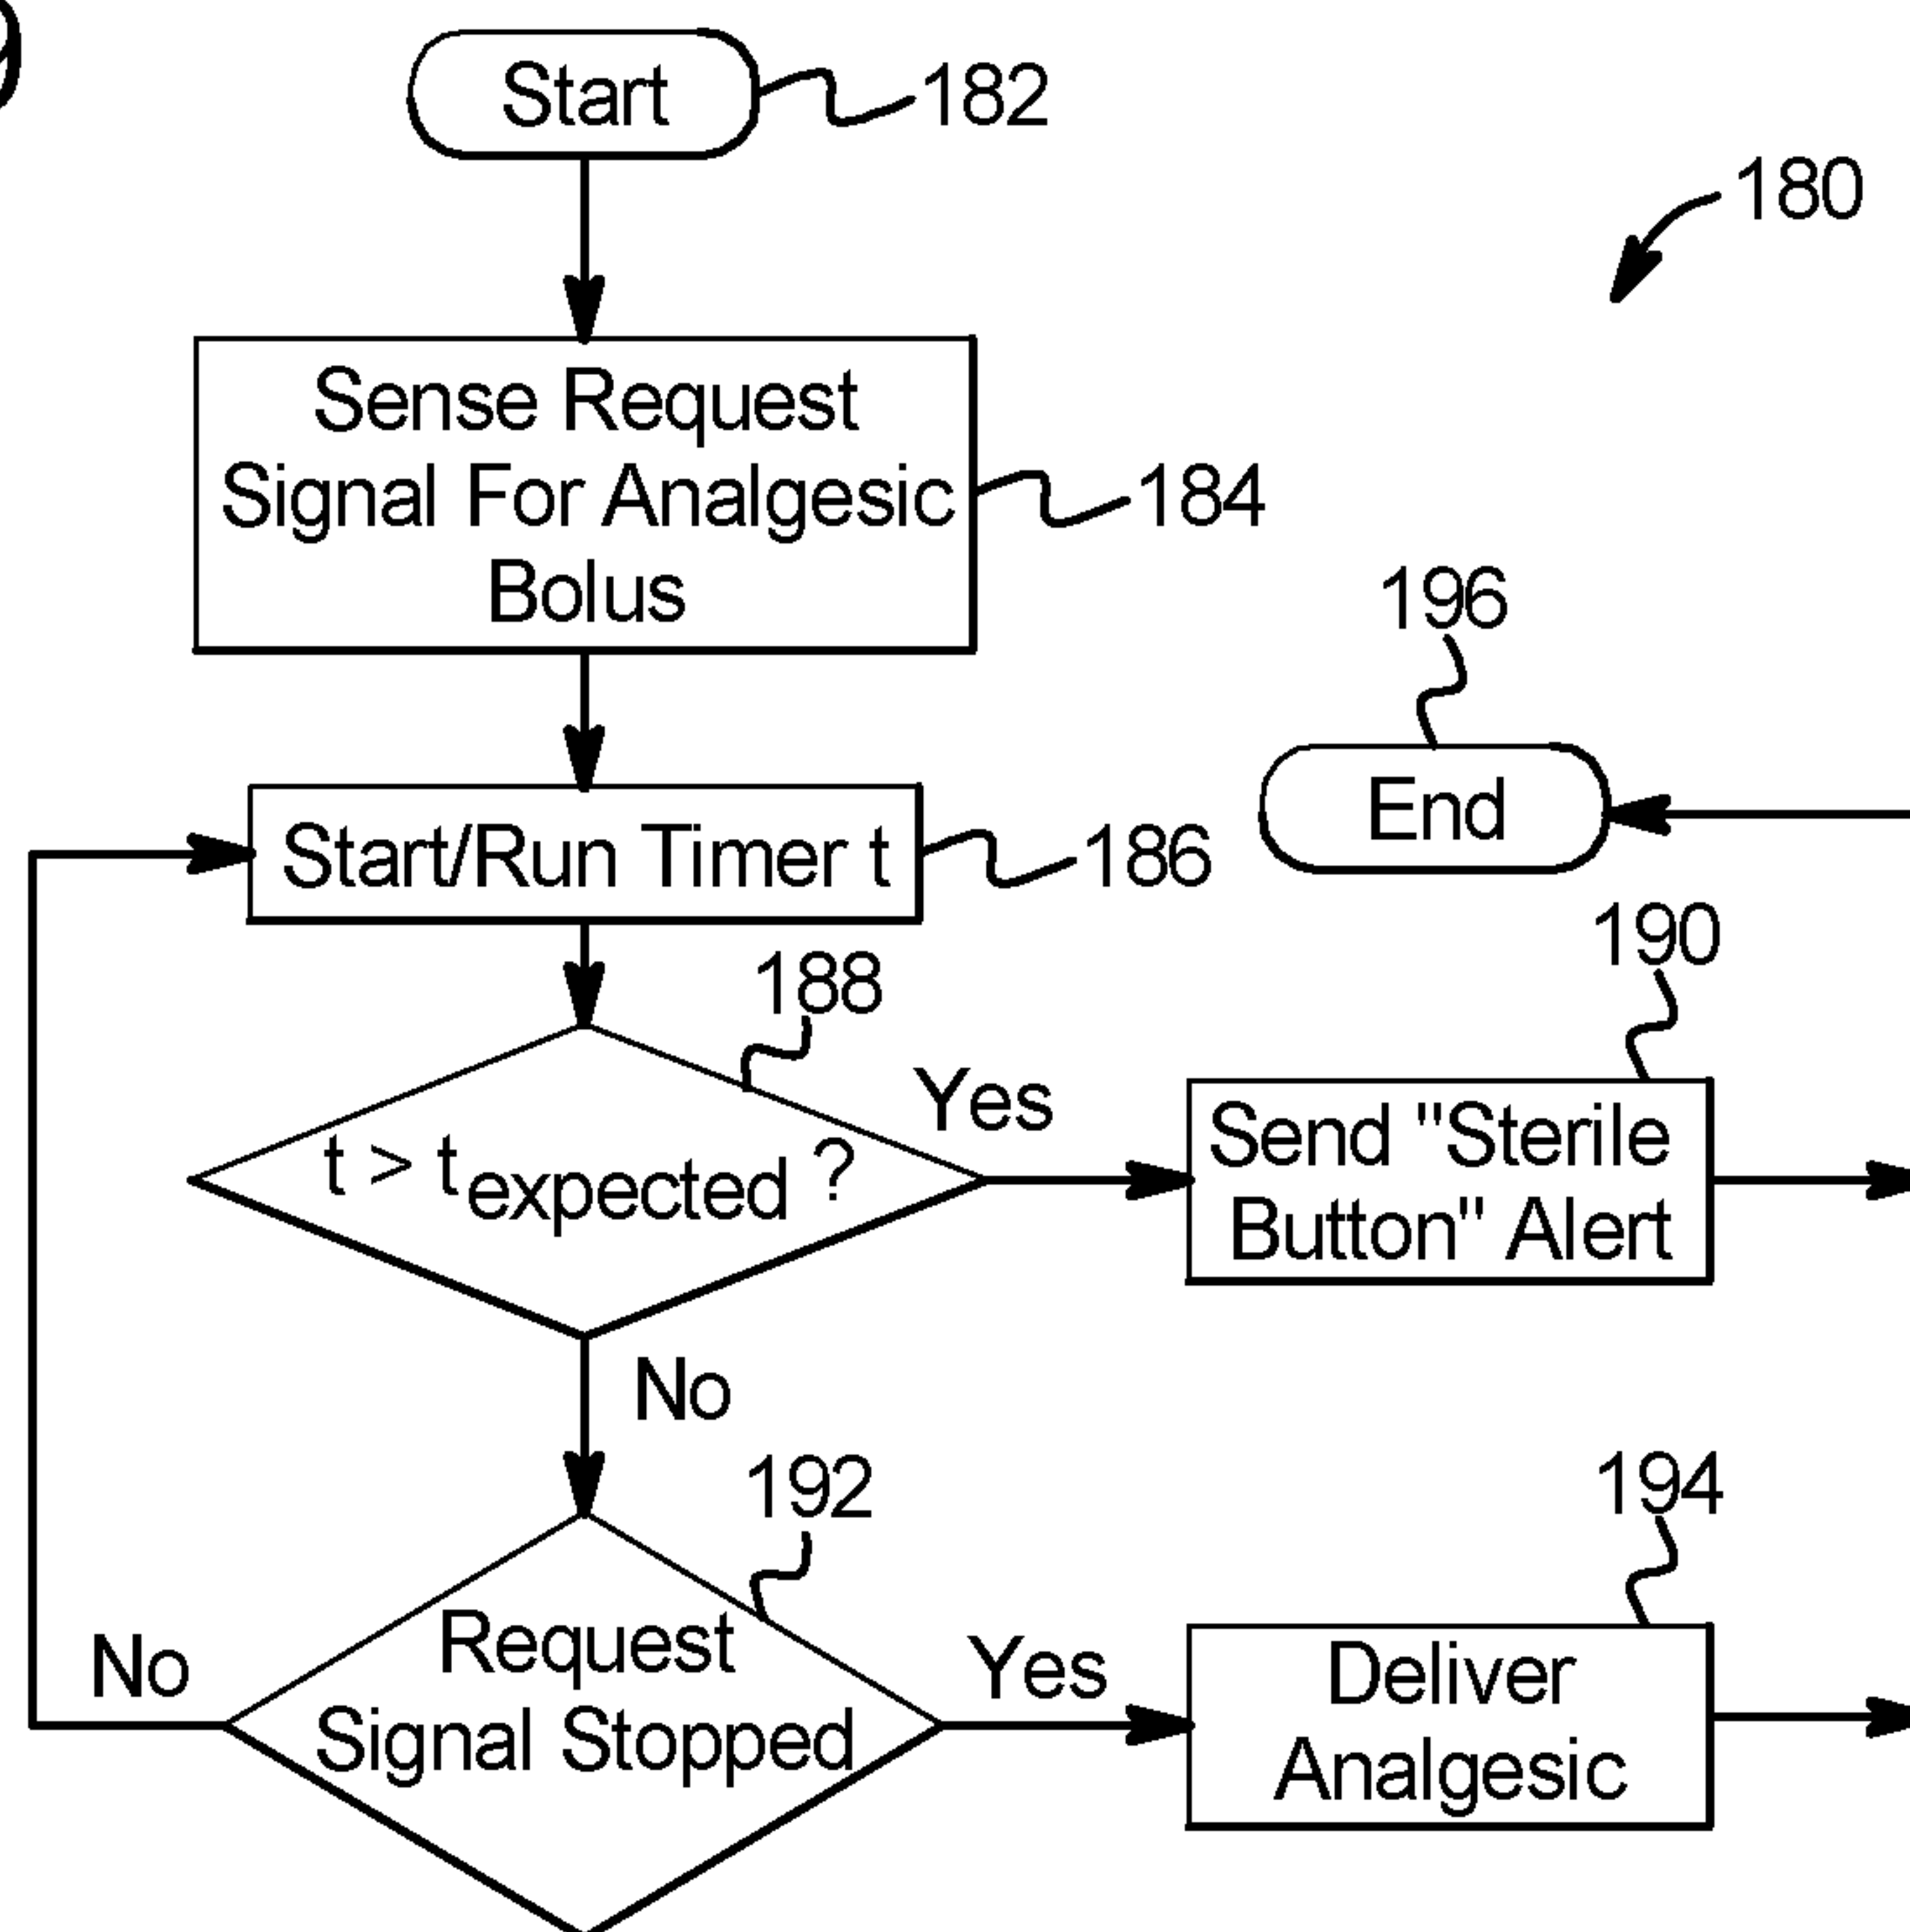 Start
182
180
Sense Request
Signal For Analgesic
Bolus
184
196
End
Start/Run Timer t
186
190
188
t > texpected ?
Yes
Send "Sterile
Button" Alert
No
192
194
Request
Signal Stopped
No
Yes
Deliver
Analgesic